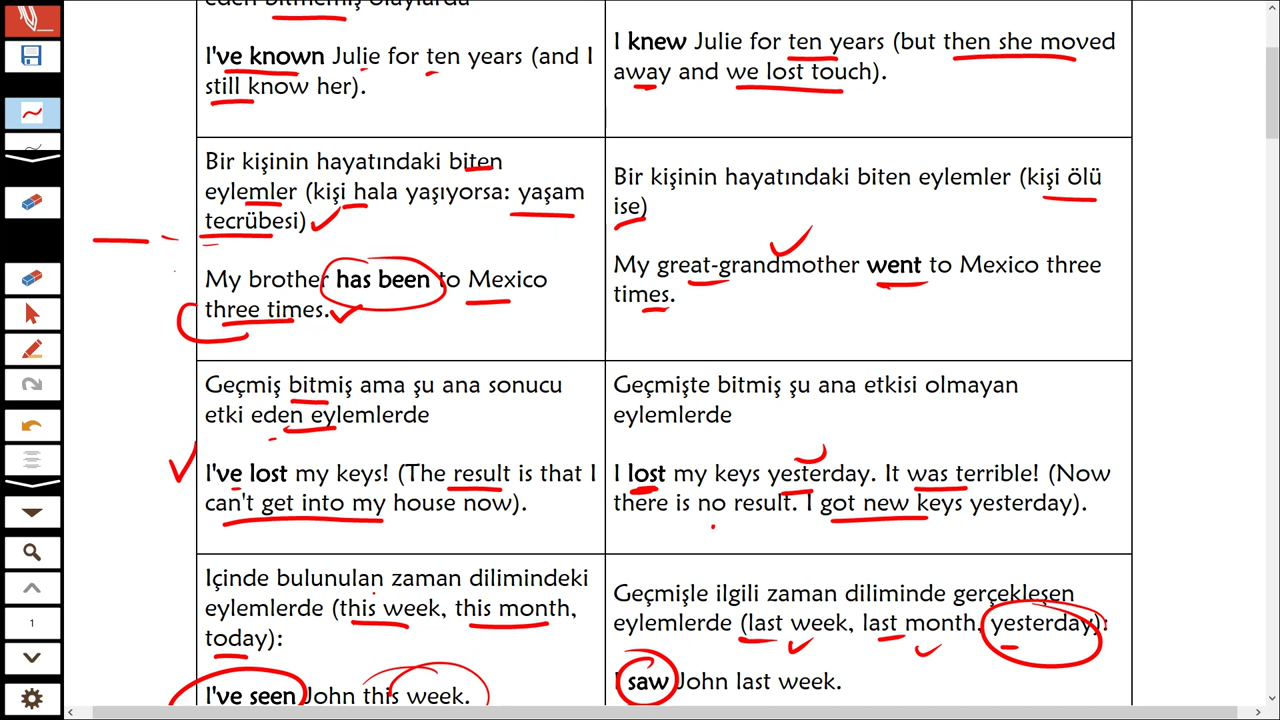 eden bitmemiş olaylarda
I've known Julie for ten years (and I
still know her).
I knew Julie for ten years (but then she moved
away and we lost touch).
Bir kişinin hayatındaki biten
eylemler (kişi hala yaşıyorsa: yaşam
tecrübesi)
My brother has been to Mexico
three times.
Bir kişinin hayatındaki biten eylemler (kişi ölü
ise)
My great-grandmother went to Mexico three
times.
Geçmiş bitmiş ama şu ana sonucu
etki eden eylemlerde
I've lost my keys! (The result is that I
can't get into my house now).
Geçmişte bitmiş şu ana etkisi olmayan
eylemlerde
I lost my keys yesterday. It was terrible! (Now
there is no result. I got new keys yesterday).
Içinde bulunulan zaman dilimindeki
eylemlerde (this week, this month,
today):
I've seen John this week.
Geçmişle ilgili zaman diliminde gerçekleşen
eylemlerde (last week, last month, yesterday):
I saw John last week.
1